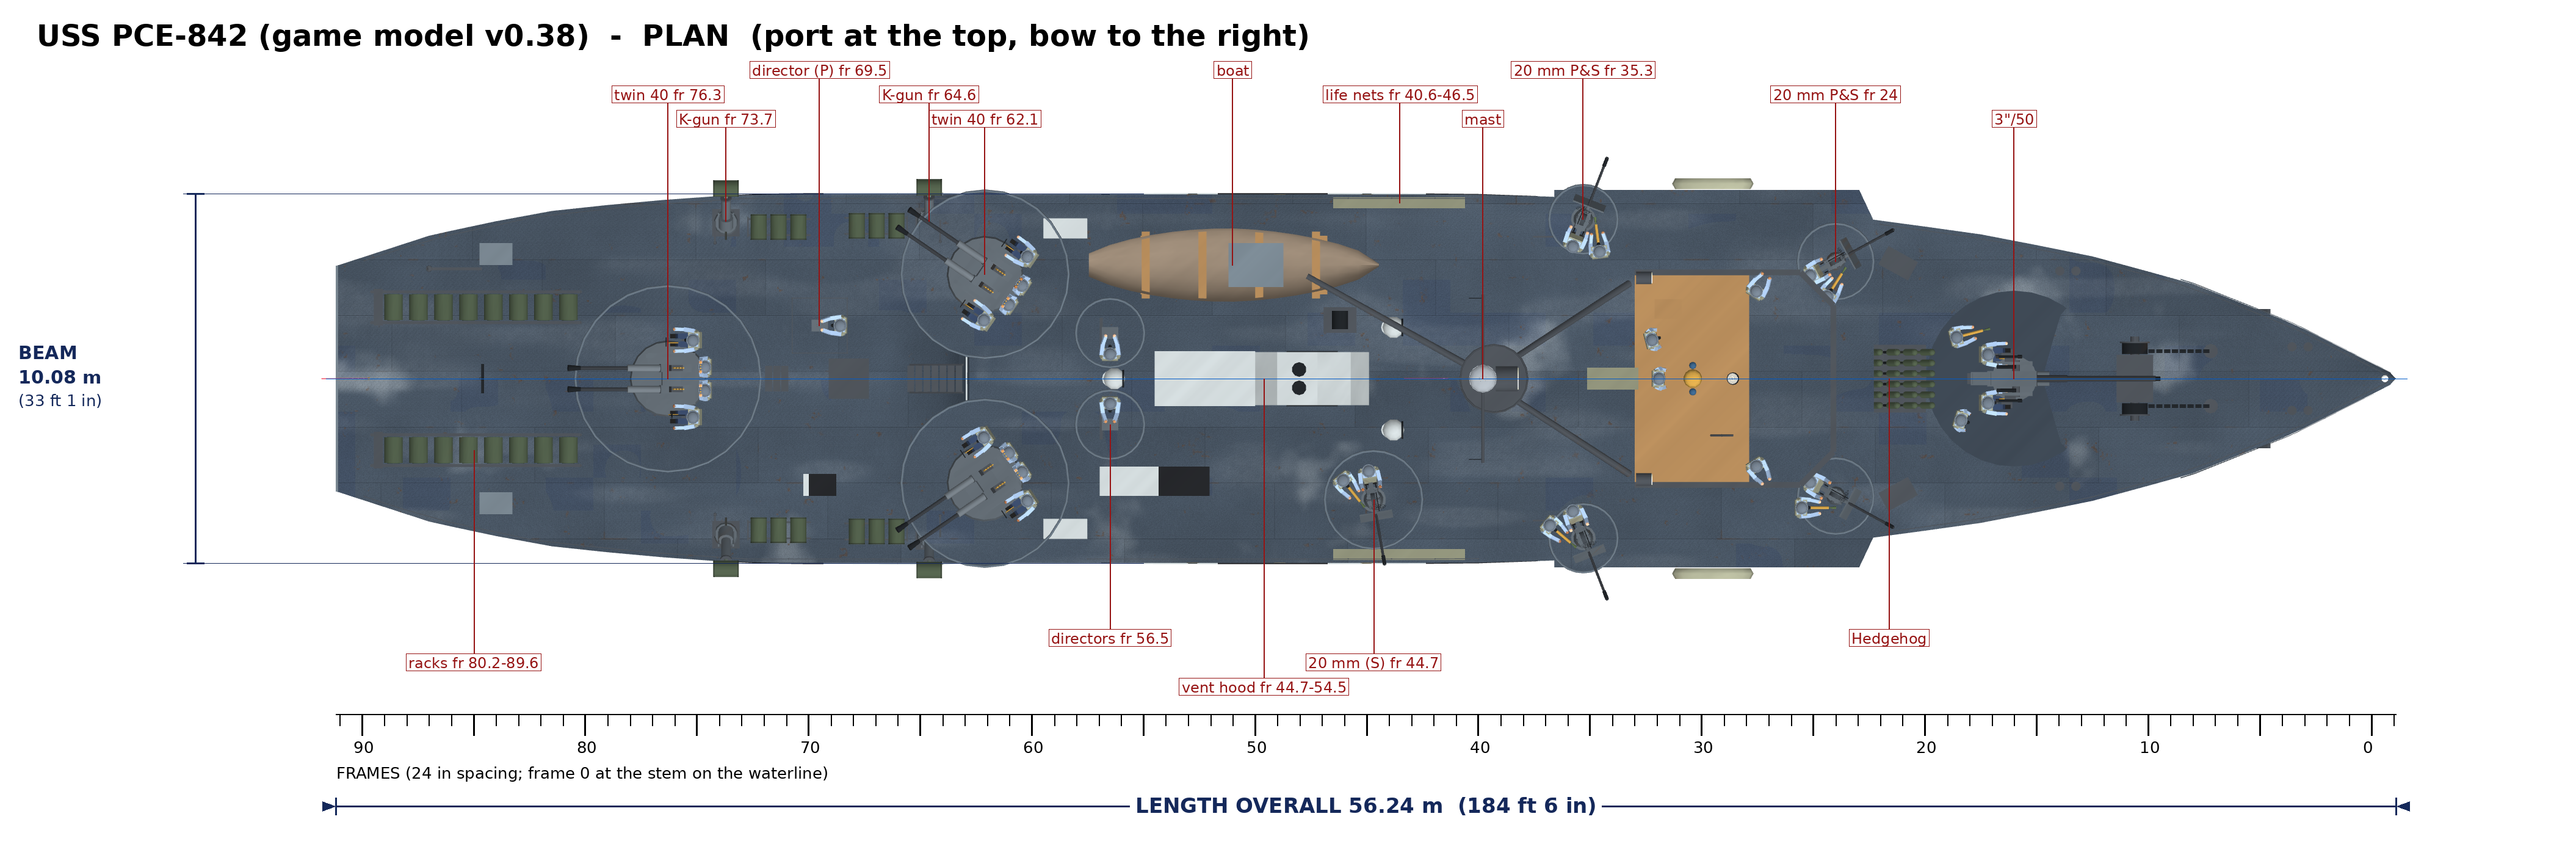 USS PCE-842 (game model v0.38)  -  PLAN  (port at the top, bow to the right)
director (P) fr 69.5
boat
20 mm P&S fr 35.3
twin 40 fr 76.3
K-gun fr 64.6
life nets fr 40.6-46.5
20 mm P&S fr 24
K-gun fr 73.7
twin 40 fr 62.1
mast
3"/50
BEAM
10.08 m
(33 ft 1 in)
directors fr 56.5
Hedgehog
racks fr 80.2-89.6
20 mm (S) fr 44.7
vent hood fr 44.7-54.5
90 80 70 60 50 40 30 20 10 0
FRAMES (24 in spacing; frame 0 at the stem on the waterline)
LENGTH OVERALL 56.24 m  (184 ft 6 in)